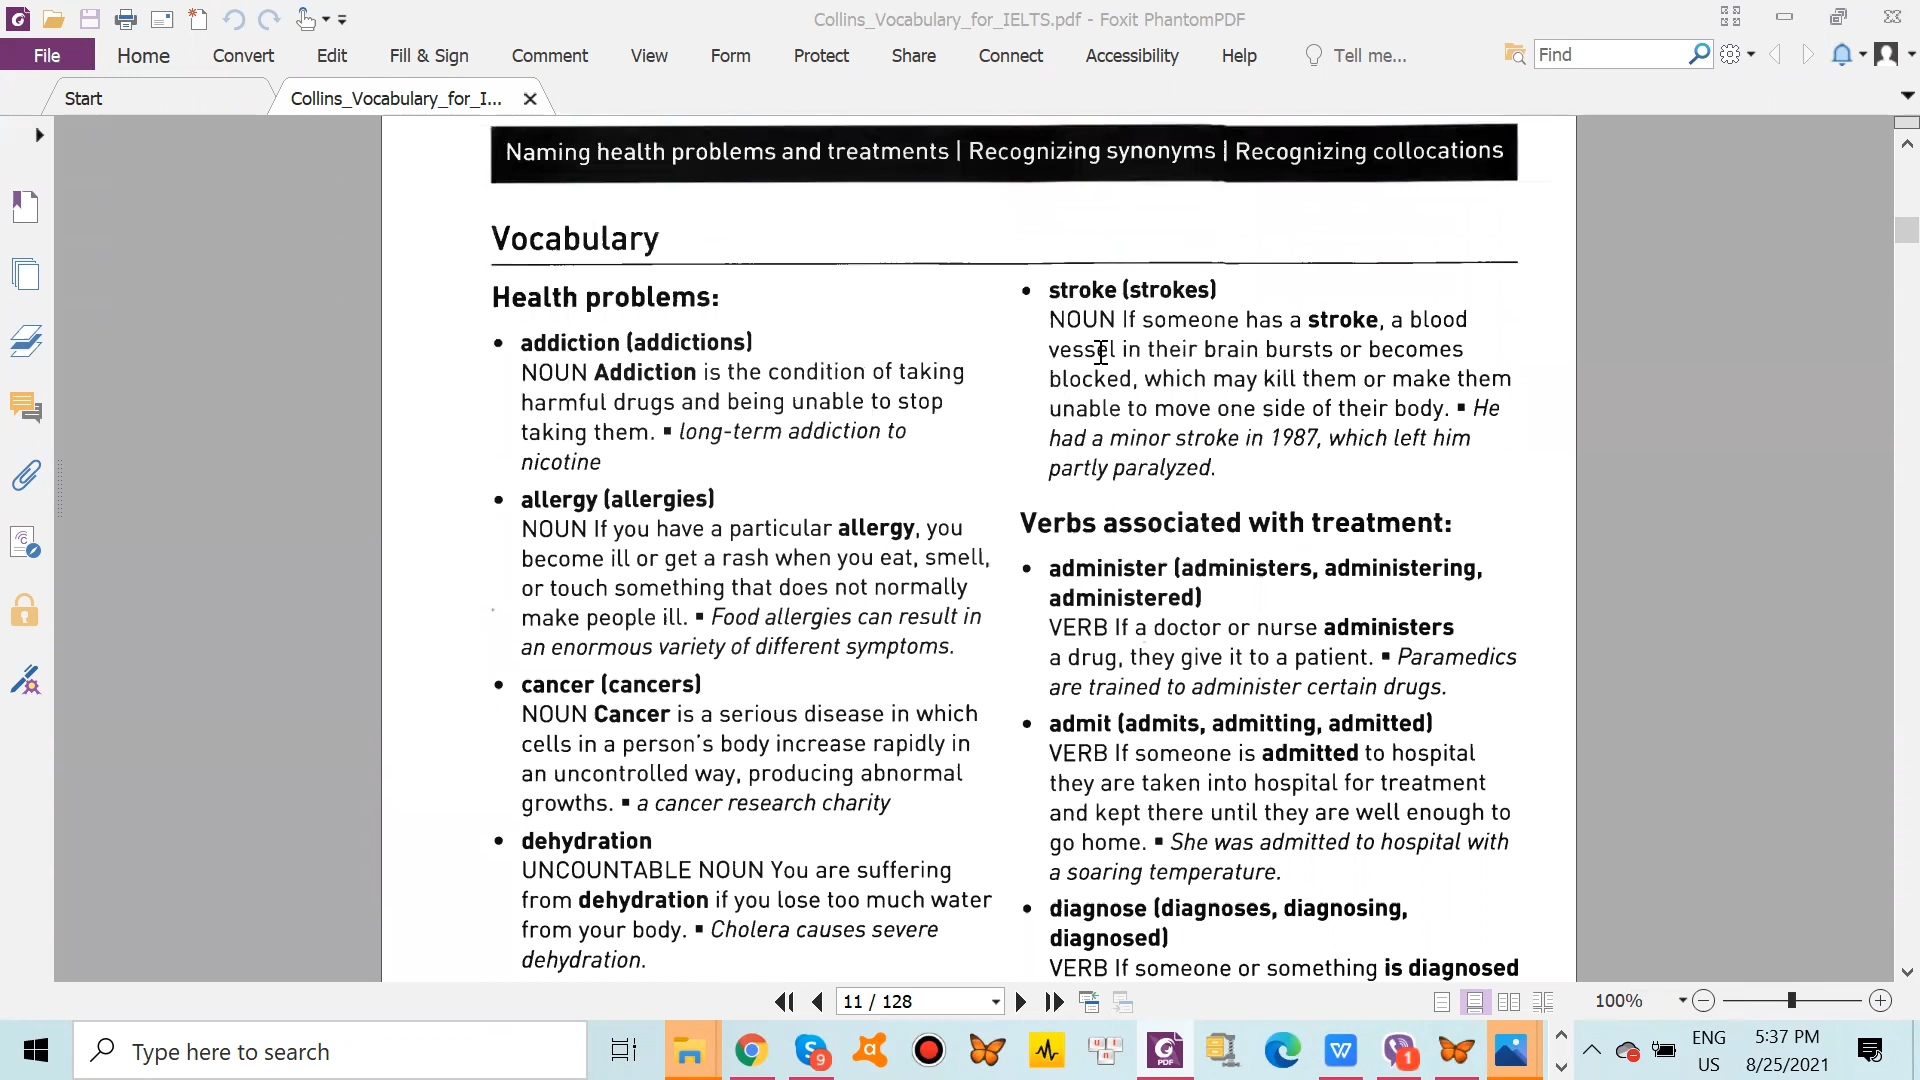 Collins_Vocabulary_for_IELTS.pdf - Foxit PhantomPDF
File Home Convert Edit Fill & Sign Comment View Form Protect Share Connect Accessibility Help Tell me... Find
Start Collins_Vocabulary_for_I...
Naming health problems and treatments | Recognizing synonyms | Recognizing collocations
Vocabulary
Health problems:
• addiction (addictions)
NOUN Addiction is the condition of taking
harmful drugs and being unable to stop
taking them. ▪ long-term addiction to
nicotine
• allergy (allergies)
NOUN If you have a particular allergy, you
become ill or get a rash when you eat, smell,
or touch something that does not normally
make people ill. ▪ Food allergies can result in
an enormous variety of different symptoms.
• cancer (cancers)
NOUN Cancer is a serious disease in which
cells in a person's body increase rapidly in
an uncontrolled way, producing abnormal
growths. ▪ a cancer research charity
• dehydration
UNCOUNTABLE NOUN You are suffering
from dehydration if you lose too much water
from your body. ▪ Cholera causes severe
dehydration.
• stroke (strokes)
NOUN If someone has a stroke, a blood
vessel in their brain bursts or becomes
blocked, which may kill them or make them
unable to move one side of their body. ▪ He
had a minor stroke in 1987, which left him
partly paralyzed.
Verbs associated with treatment:
• administer (administers, administering,
administered)
VERB If a doctor or nurse administers
a drug, they give it to a patient. ▪ Paramedics
are trained to administer certain drugs.
• admit (admits, admitting, admitted)
VERB If someone is admitted to hospital
they are taken into hospital for treatment
and kept there until they are well enough to
go home. ▪ She was admitted to hospital with
a soaring temperature.
• diagnose (diagnoses, diagnosing,
diagnosed)
VERB If someone or something is diagnosed
11 / 128 100%
Type here to search
9
PDF
W
1
ENG
US
5:37 PM
8/25/2021